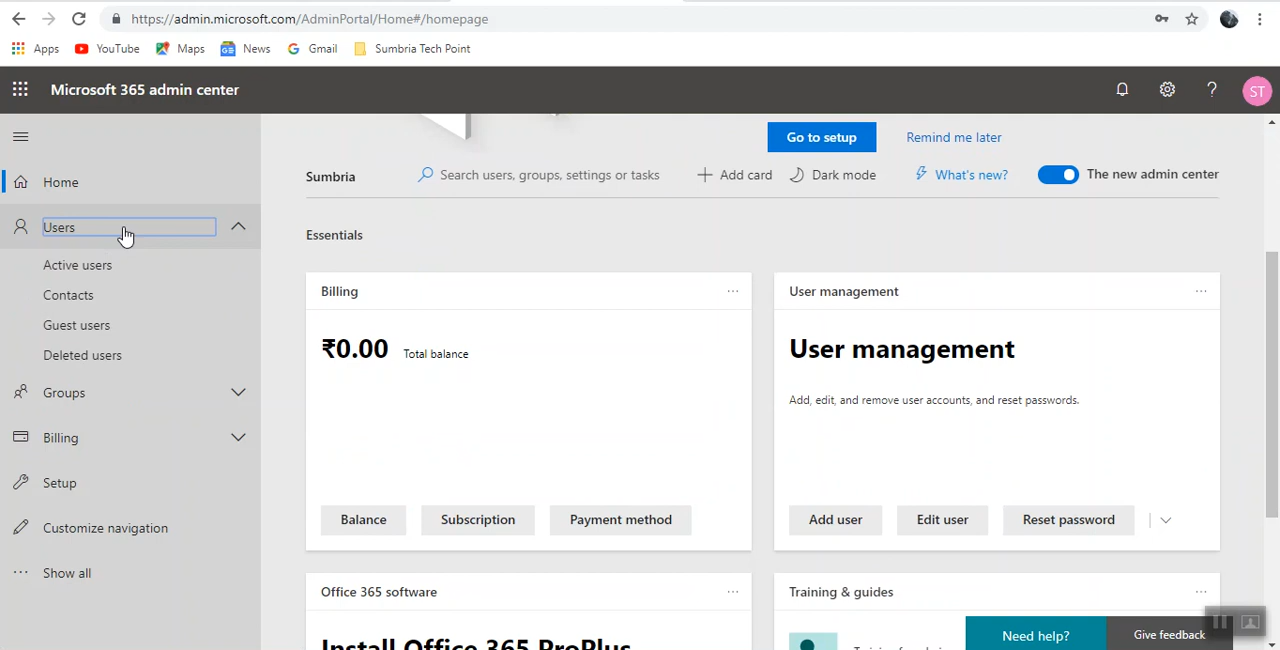 https://admin.microsoft.com/AdminPortal/Home#/homepage
Apps YouTube Maps News Gmail Sumbria Tech Point
Microsoft 365 admin center
? ST
Go to setup Remind me later
Home
Sumbria Search users, groups, settings or tasks Add card Dark mode What's new? The new admin center
Users
Essentials
Active users
Contacts
Guest users
Deleted users
Groups
Billing
Setup
Customize navigation
Show all
Billing
₹0.00 Total balance
Balance Subscription Payment method
User management
User management
Add, edit, and remove user accounts, and reset passwords.
Add user Edit user Reset password
Office 365 software
Install Office 365 ProPlus
Training & guides
Need help? Give feedback